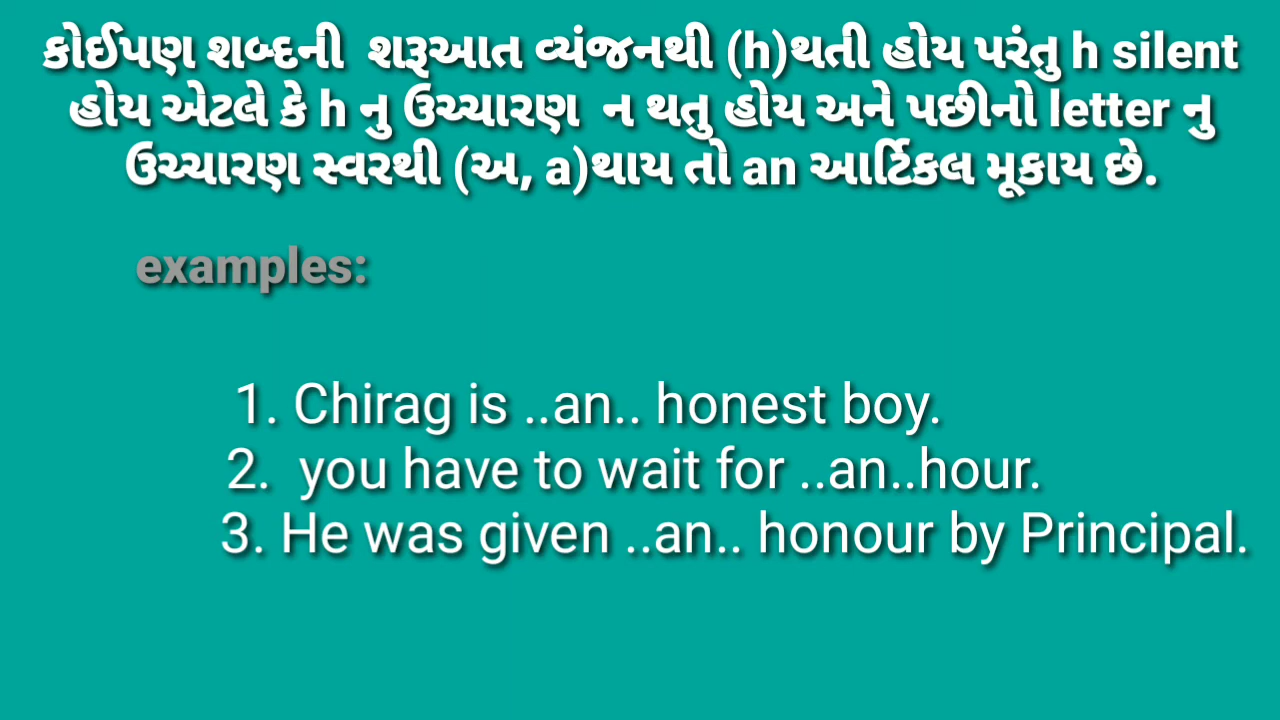 કોઈપણ શબ્દની શરૂઆત વ્યંજનથી (h)થતી હોય પરંતુ h silent
હોય એટલે કે h નુ ઉચ્ચારણ ન થતુ હોય અને પછીનો letter નુ
ઉચ્ચારણ સ્વરથી (અ, a)થાય તો an આર્ટિકલ મૂકાય છે.
examples:
1. Chirag is ..an.. honest boy.
2. you have to wait for ..an..hour.
3. He was given ..an.. honour by Principal.